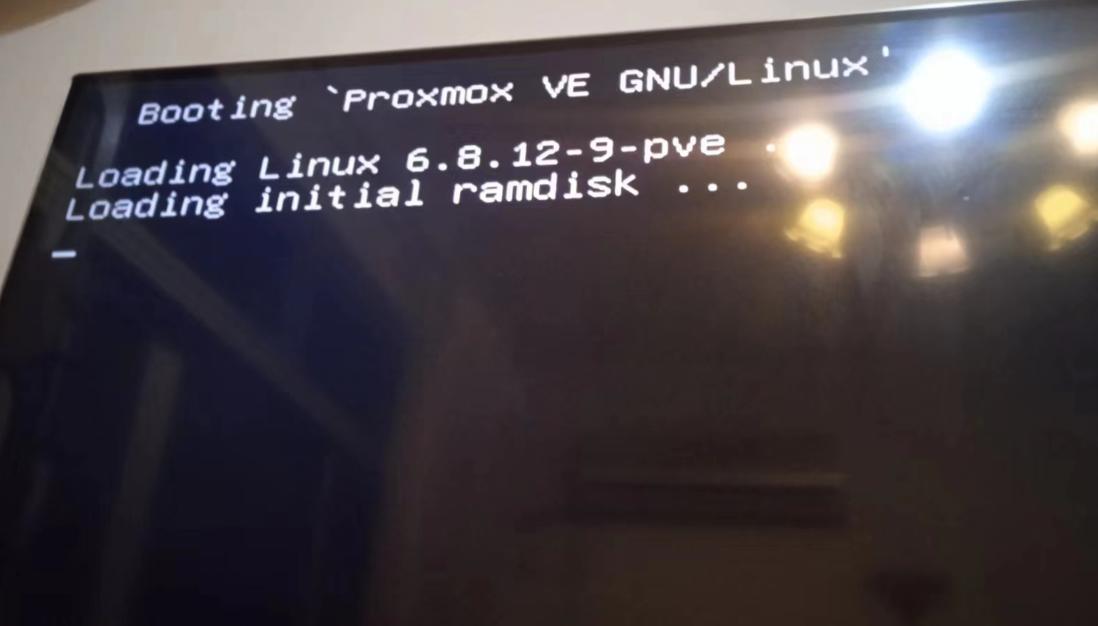 Booting `Proxmox VE GNU/Linux'
Loading Linux 6.8.12-9-pve .
Loading initial ramdisk ...
_